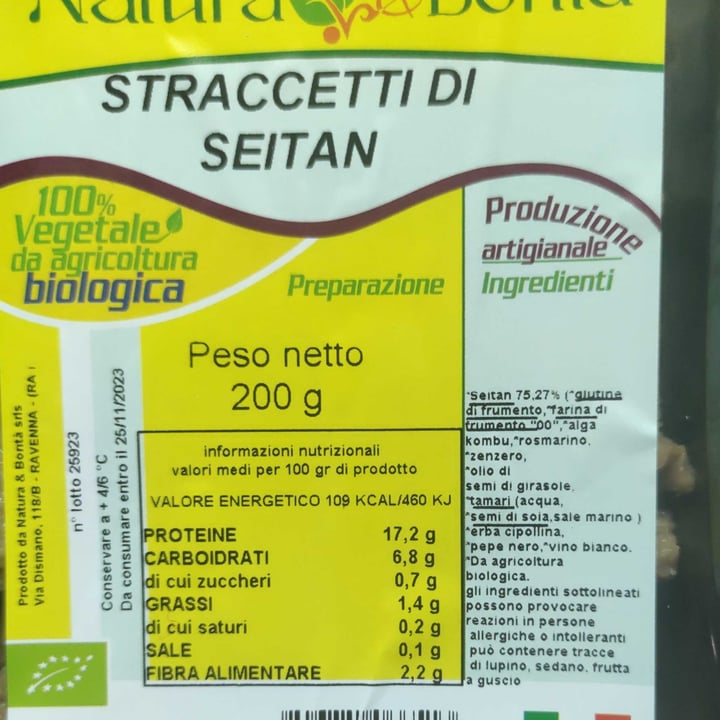 Natura & Bontà
STRACCETTI DI
SEITAN
100%
Vegetale
da agricoltura
biologica
Preparazione
Produzione
artigianale
Ingredienti
Peso netto
200 g
informazioni nutrizionali
valori medi per 100 gr di prodotto
VALORE ENERGETICO 109 KCAL/460 KJ
PROTEINE 17,2 g
CARBOIDRATI 6,8 g
di cui zuccheri 0,7 g
GRASSI 1,4 g
di cui saturi 0,2 g
SALE 0,1 g
FIBRA ALIMENTARE 2,2 g
*Seitan 75,27% (*glutine
di frumento,*farina di
frumento "00",*alga
kombu,*rosmarino.
*zenzero,
*olio di
semi di girasole.
*tamari (acqua,
*semi di soia,sale marino )
*erba cipollina,
*pepe nero,*vino bianco.
*Da agricoltura
biologica.
gli ingredienti sottolineati
possono provocare
reazioni in persone
allergiche o intolleranti
può contenere tracce
di lupino, sedano, frutta
a guscio
Prodotto da Natura & Bontà srls
Via Dismano, 118/B - RAVENNA - (RA
n° lotto 25923
Conservare a + 4/6 °C
Da consumare entro il 25/11/2023